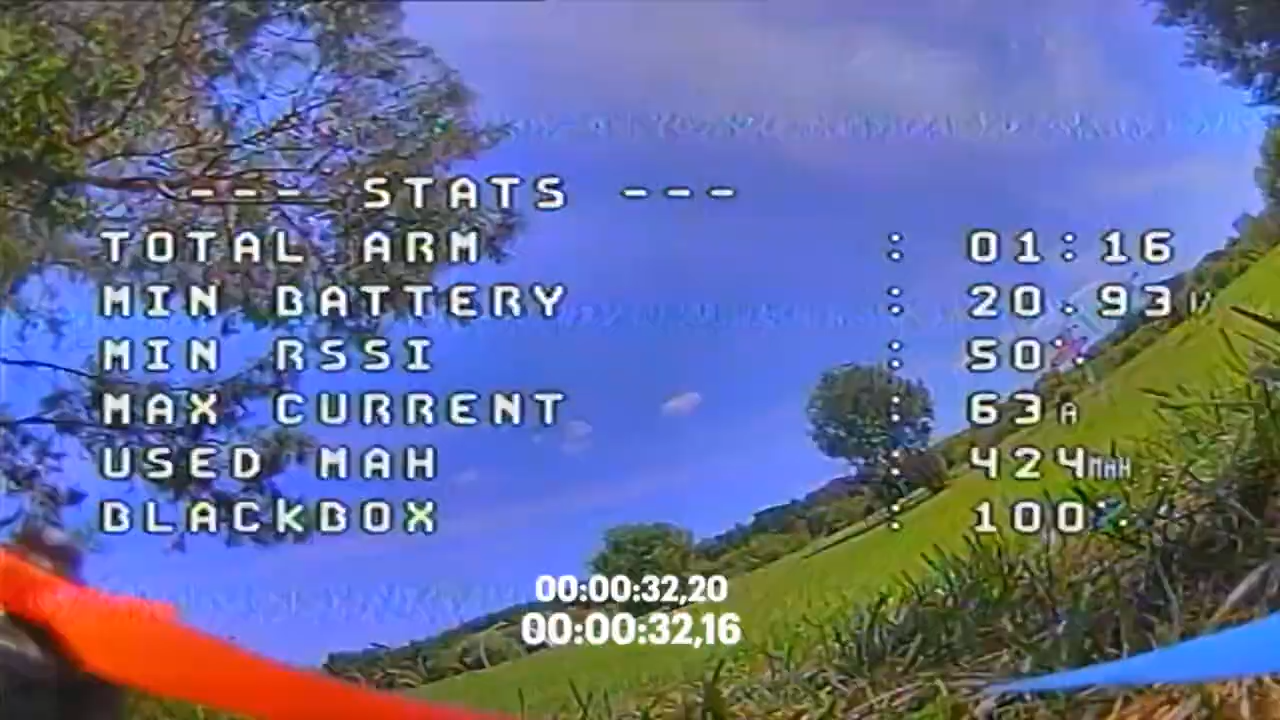 --- STATS ---
TOTAL ARM : 01:16
MIN BATTERY : 20.93V
MIN RSSI : 50%
MAX CURRENT : 63A
USED MAH : 424MAH
BLACKBOX : 100%
00:00:32,20
00:00:32,16